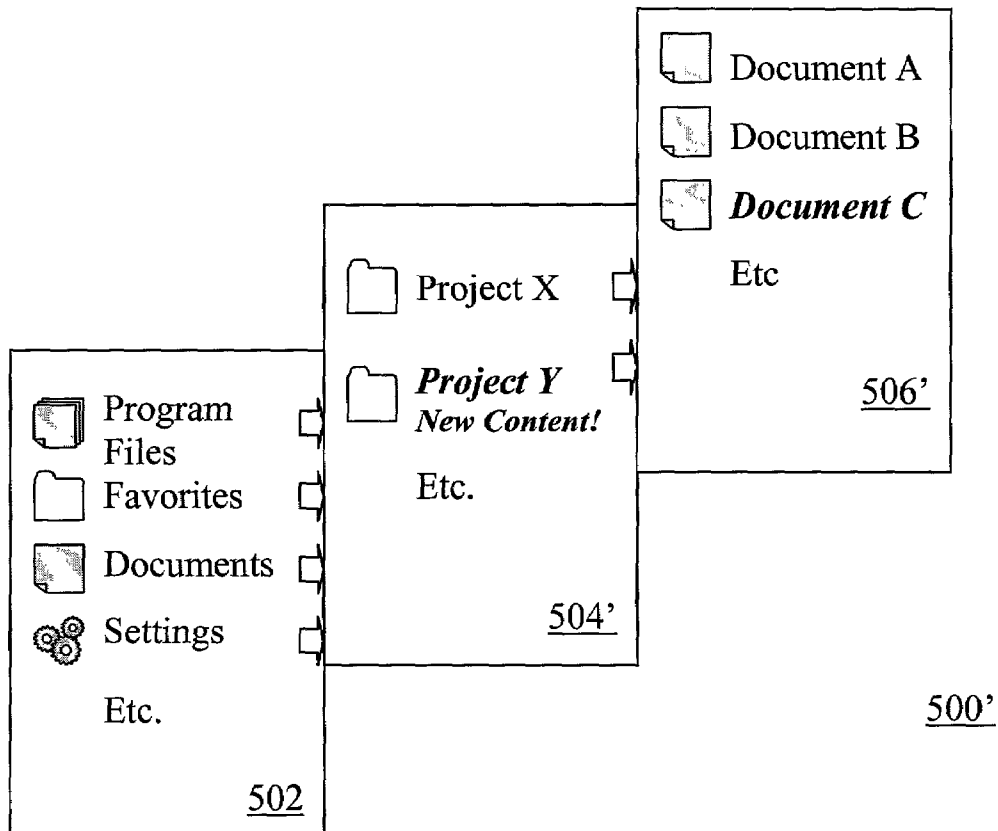 Document A
Document B
Document C
Etc
506’
Project X
Project Y
New Content!
Etc.
504’
Program
Files
Favorites
Documents
Settings
Etc.
502
500’